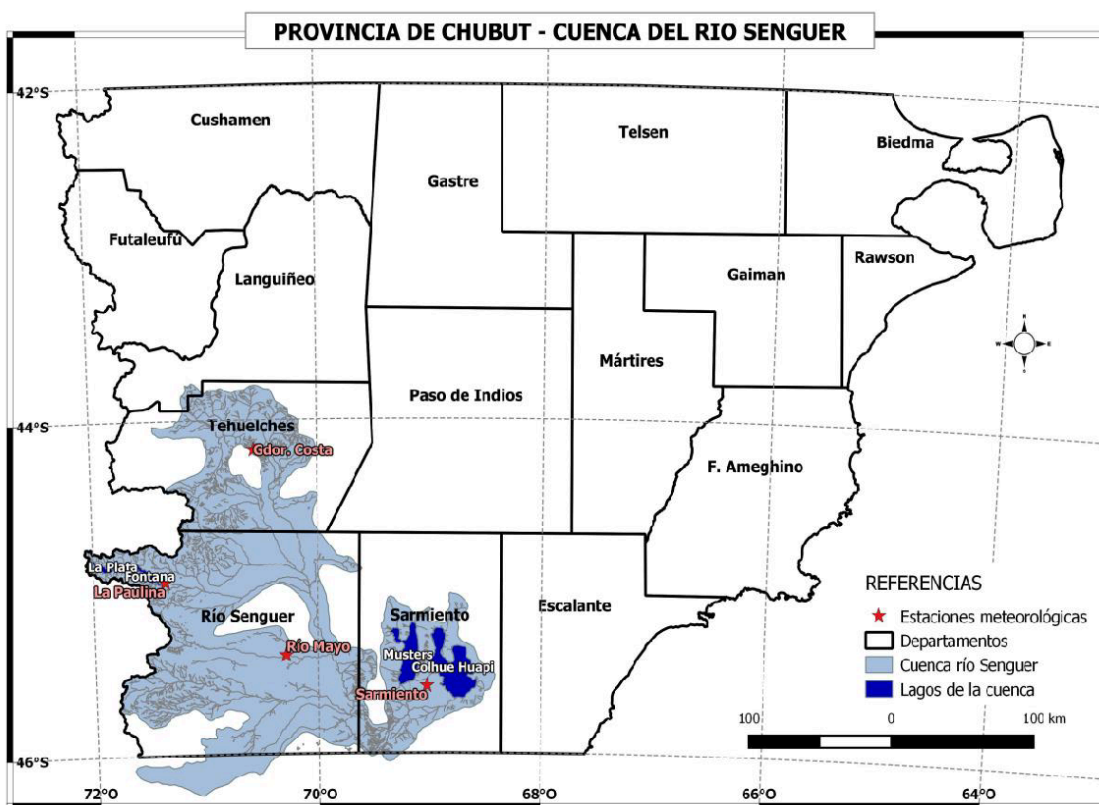 PROVINCIA DE CHUBUT - CUENCA DEL RIO SENGUER
42°S
Cushamen
Telsen
Biedma
Gastre
Futaleufú
Languiñeo
Gaiman
Rawson
N
W
E
S
Mártires
Paso de Indios
44°S
Tehuelches
Gdor. Costa
F. Ameghino
La Plata
Fontana
La Paulina
Río Senguer
Sarmiento
Escalante
Río Mayo
Musters
Colhue Huapi
Sarmiento
REFERENCIAS
Estaciones meteorológicas
Departamentos
Cuenca río Senguer
Lagos de la cuenca
100 0 100 km
46°S
72°O 70°O 68°O 66°O 64°O